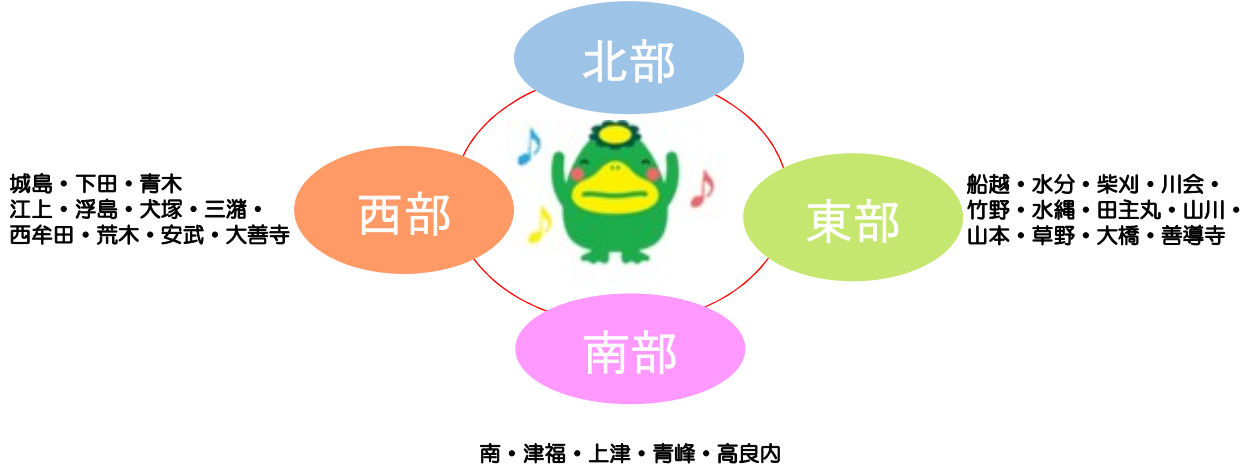 北部
城島・下田・青木
江上・浮島・犬塚・三潴・
西牟田・荒木・安武・大善寺
西部
東部
船越・水分・柴刈・川会・
竹野・水縄・田主丸・山川・
山本・草野・大橋・善導寺
南部
南・津福・上津・青峰・高良内